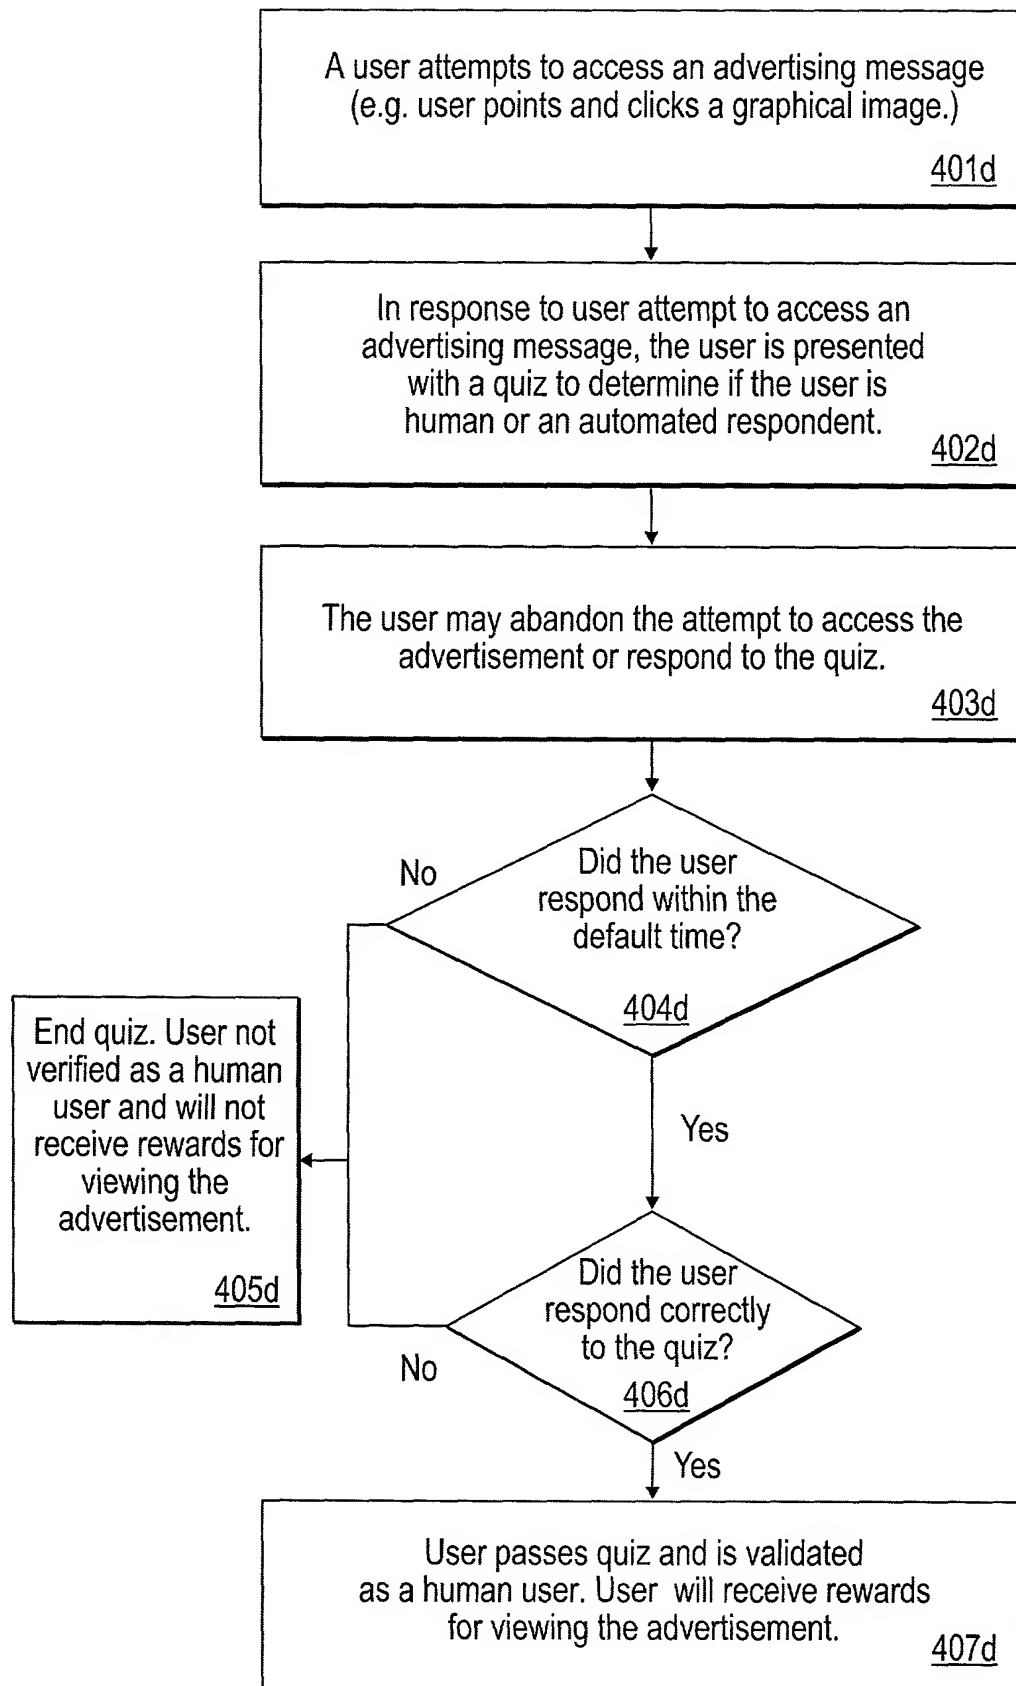 A user attempts to access an advertising message
(e.g. user points and clicks a graphical image.)
401d
In response to user attempt to access an
advertising message, the user is presented
with a quiz to determine if the user is
human or an automated respondent.
402d
The user may abandon the attempt to access the
advertisement or respond to the quiz.
403d
No
Did the user
respond within the
default time?
404d
End quiz. User not
verified as a human
user and will not
receive rewards for
viewing the
advertisement.
405d
Yes
Did the user
respond correctly
to the quiz?
406d
No
Yes
User passes quiz and is validated
as a human user. User will receive rewards
for viewing the advertisement.
407d